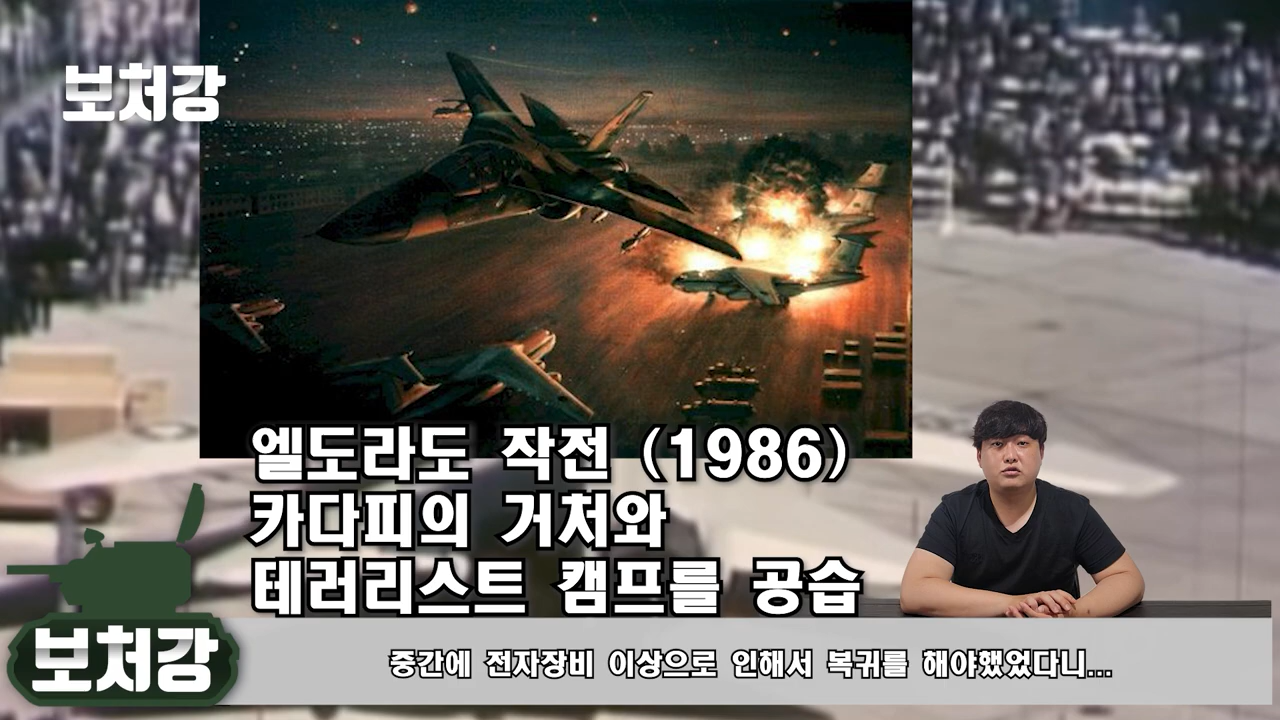 보처강
엘도라도 작전 (1986)
카다피의 거처와
테러리스트 캠프를 공습
보처강
중간에 전자장비 이상으로 인해서 복귀를 해야했었다니...